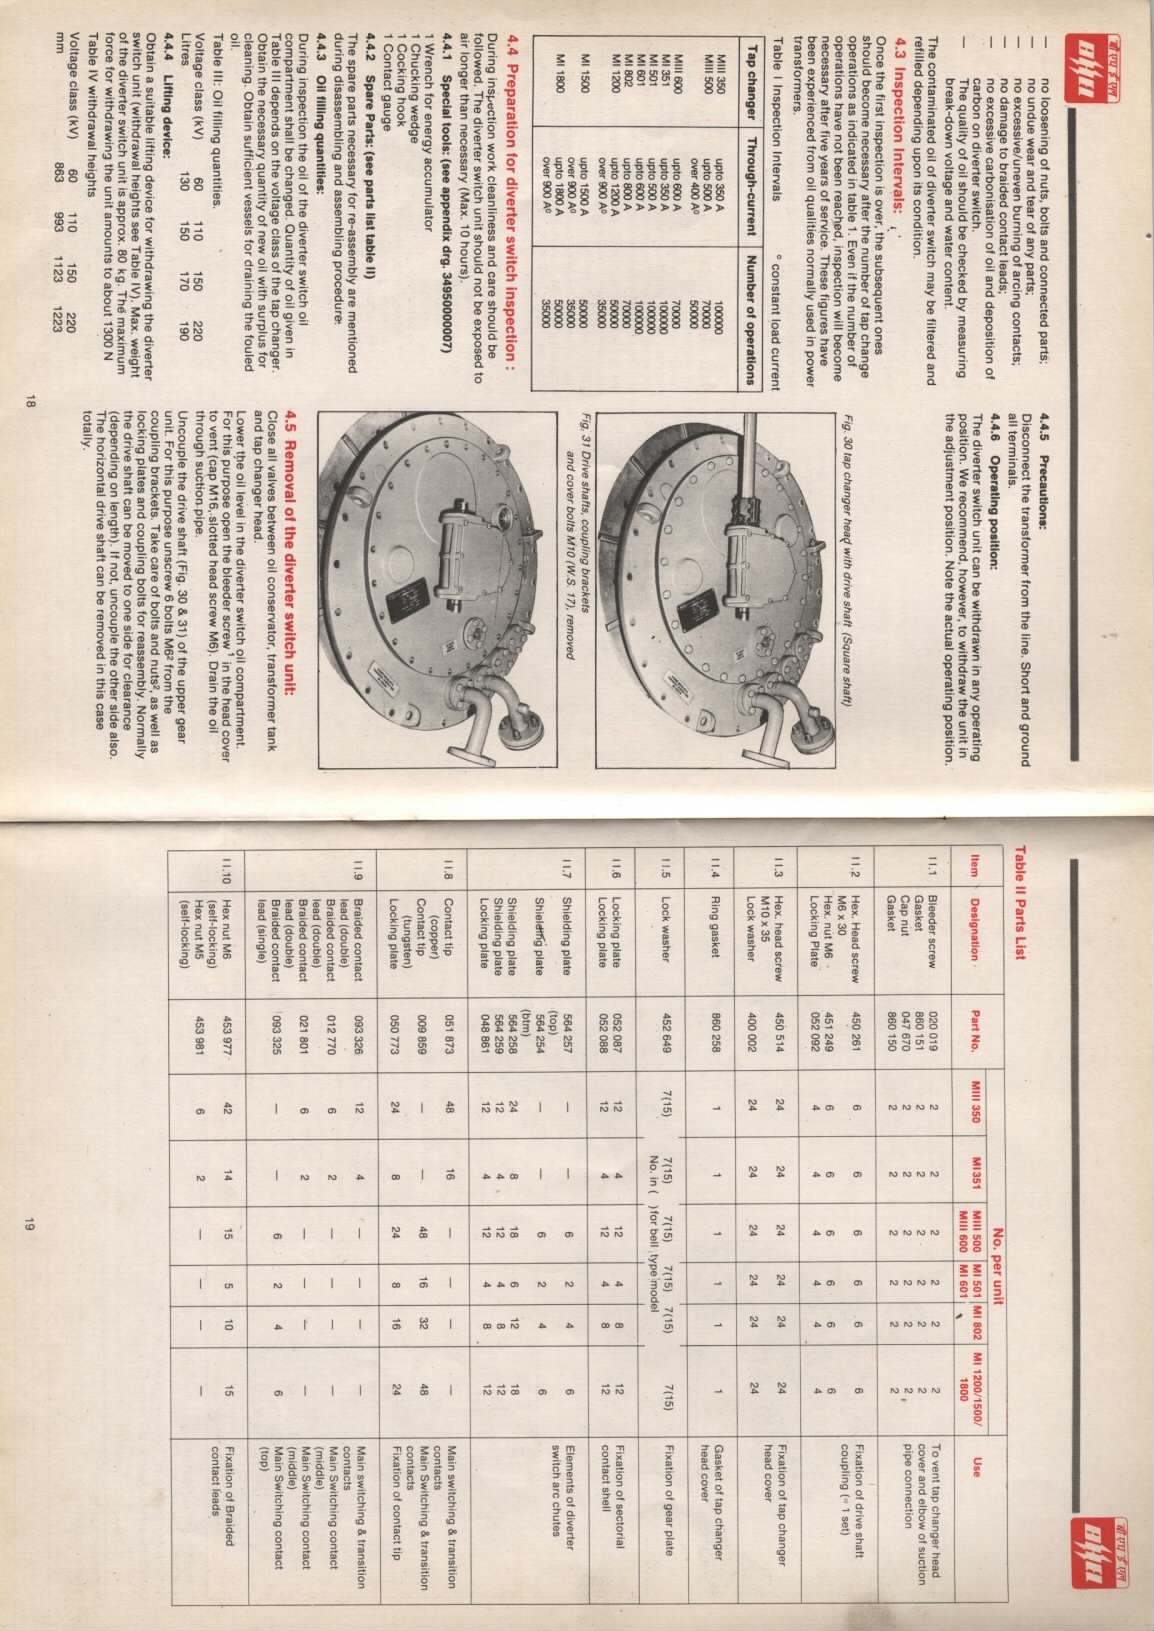 बी एच ई एल
— no loosening of nuts, bolts and connected parts;
— no undue wear and tear of any parts;
— no excessive/uneven burning of arcing contacts;
— no damage to braided contact leads;
— no excessive carbonisation of oil and deposition of
carbon on diverter switch.
— The quality of oil should be checked by measuring
break-down voltage and water content.
The contaminated oil of diverter switch may be filtered and
refilled depending upon its condition.
4.3 Inspection Intervals:
Once the first inspection is over, the subsequent ones
should become necessary after the number of tap change
operations as indicated in table 1. Even if the number of
operations have not been reached, inspection will become
necessary after five years of service. These figures have
been experienced from oil qualities normally used in power
transformers.
Table I Inspection Intervals ° constant load current
Tap changer Through-current Number of operations
MIII 350 upto 350 A 100000
MIII 500 upto 500 A 70000
over 400 A° 50000
MIII 600 upto 600 A 70000
MI 351 upto 350 A 100000
MI 501 upto 500 A 100000
MI 601 upto 600 A 100000
MI 802 upto 800 A 70000
MI 1200 upto 1200 A 50000
over 900 A° 35000
MI 1500 upto 1500 A 50000
over 900 A° 35000
MI 1800 upto 1800 A 50000
over 900 A° 35000
4.4 Preparation for diverter switch inspection :
During inspection work cleanliness and care should be
followed. The diverter switch unit should not be exposed to
air longer than necessary (Max. 10 hours).
4.4.1 Special tools: (see appendix drg. 34950000007)
1 Wrench for energy accumulator
1 Chucking wedge
1 Cocking hook
1 Contact gauge
4.4.2 Spare Parts: (see parts list table II)
The spare parts necessary for re-assembly are mentioned
during disassembling and assembling procedure.
4.4.3 Oil filling quantities:
During inspection the oil of the diverter switch oil
compartment shall be changed. Quantity of oil given in
Table III depends on the voltage class of the tap changer.
Obtain the necessary quantity of new oil with surplus for
cleaning. Obtain sufficient vessels for draining the fouled
oil.
Table III: Oil filling quantities.
Voltage class (kV) 60 110 150 220
Litres 130 150 170 190
4.4.4 Lifting device:
Obtain a suitable lifting device for withdrawing the diverter
switch unit (withdrawal heights see Table IV). Max. weight
of the diverter switch unit is approx. 80 kg. The maximum
force for withdrawing the unit amounts to about 1300 N
Table IV withdrawal heights
Voltage class (kV) 60 110 150 220
mm 863 993 1123 1223
4.4.5 Precautions:
Disconnect the transformer from the line. Short and ground
all terminals.
4.4.6 Operating position:
The diverter switch unit can be withdrawn in any operating
position. We recommend, however, to withdraw the unit in
the adjustment position. Note the actual operating position.
Fig. 30 tap changer head with drive shaft (Square shaft)
Fig. 31 Drive shafts, coupling brackets
and cover bolts M10 (W.S. 17), removed
4.5 Removal of the diverter switch unit:
Close all valves between oil conservator, transformer tank
and tap changer head.
Lower the oil level in the diverter switch oil compartment.
For this purpose open the bleeder screw¹ in the head cover
to vent (cap M16, slotted head screw M6). Drain the oil
through suction-pipe.
Uncouple the drive shaft (Fig. 30 & 31) of the upper gear
unit. For this purpose unscrew 6 bolts M6² from the
coupling brackets. Take care of bolts and nuts², as well as
locking plates and coupling bolts for reassembly. Normally
the drive shaft can be moved to one side for clearance
(depending on length). If not, uncouple the other side also.
The horizontal drive shaft can be removed in this case
totally.
18
बी एच ई एल
Table II Parts List
Item Designation Part No. No. per unit Use
MIII 350 MI351 MIII 500 MI 501 MI 802 MI 1200/1500/
MIII 600 MI 601 1800
11.1 Bleeder screw 020 019 2 2 2 2 2 2 To vent tap changer head
Gasket 860 151 2 2 2 2 2 2 cover and elbow of suction
Cap nut 047 670 2 2 2 2 2 2 pipe connection
Gasket 860 150 2 2 2 2 2 2
11.2 Hex. Head screw 450 261 6 6 6 6 6 6 Fixation of drive shaft
M6 x 30 coupling (= 1 set)
Hex. nut M6 451 249 6 6 6 6 6 6
Locking Plate 052 092 4 4 4 4 4 4
11.3 Hex. head screw 450 514 24 24 24 24 24 24 Fixation of tap changer
M10 x 35 head cover
Lock washer 400 002 24 24 24 24 24 24
11.4 Ring gasket 860 258 1 1 1 1 1 1 Gasket of tap changer
head cover
11.5 Lock washer 452 649 7(15) 7(15) 7(15) 7(15) 7(15) 7(15) Fixation of gear plate
No. in ( ) for bell type model
11.6 Locking plate 052 087 12 4 12 4 8 12 Fixation of sectorial
Locking plate 052 088 12 4 12 4 8 12 contact shell
11.7 Shielding plate 564 257 — — 6 2 4 6 Elements of diverter
(top) switch arc chutes
Shielding plate 564 254 — — 6 2 4 6
(btm)
Shielding plate 564 258 24 8 18 6 12 18
Shielding plate 564 259 12 4 12 4 8 12
Locking plate 048 861 12 4 12 4 8 12
11.8 Contact tip 051 873 48 16 — — — — Main switching & transition
(copper) contacts
Contact tip 009 859 — — 48 16 32 48 Main Switching & transition
(tungsten) contacts
Locking plate 050 773 24 8 24 8 16 24 Fixation of contact tip
11.9 Braided contact 093 326 12 4 — — — — Main switching & transition
lead (double) contacts
Braided contact 012 770 6 2 — — — — Main Switching contact
lead (double) (middle)
Braided contact 021 801 6 2 — — — — Main Switching contact
lead (double) (middle)
Braided contact 093 325 — — 6 2 4 6 Main Switching contact
lead (single) (top)
11.10 Hex nut M6 453 977 42 14 15 5 10 15 Fixation of Braided
(self-locking) contact leads
Hex nut M5 453 981 6 2 — — — —
(self-locking)
19